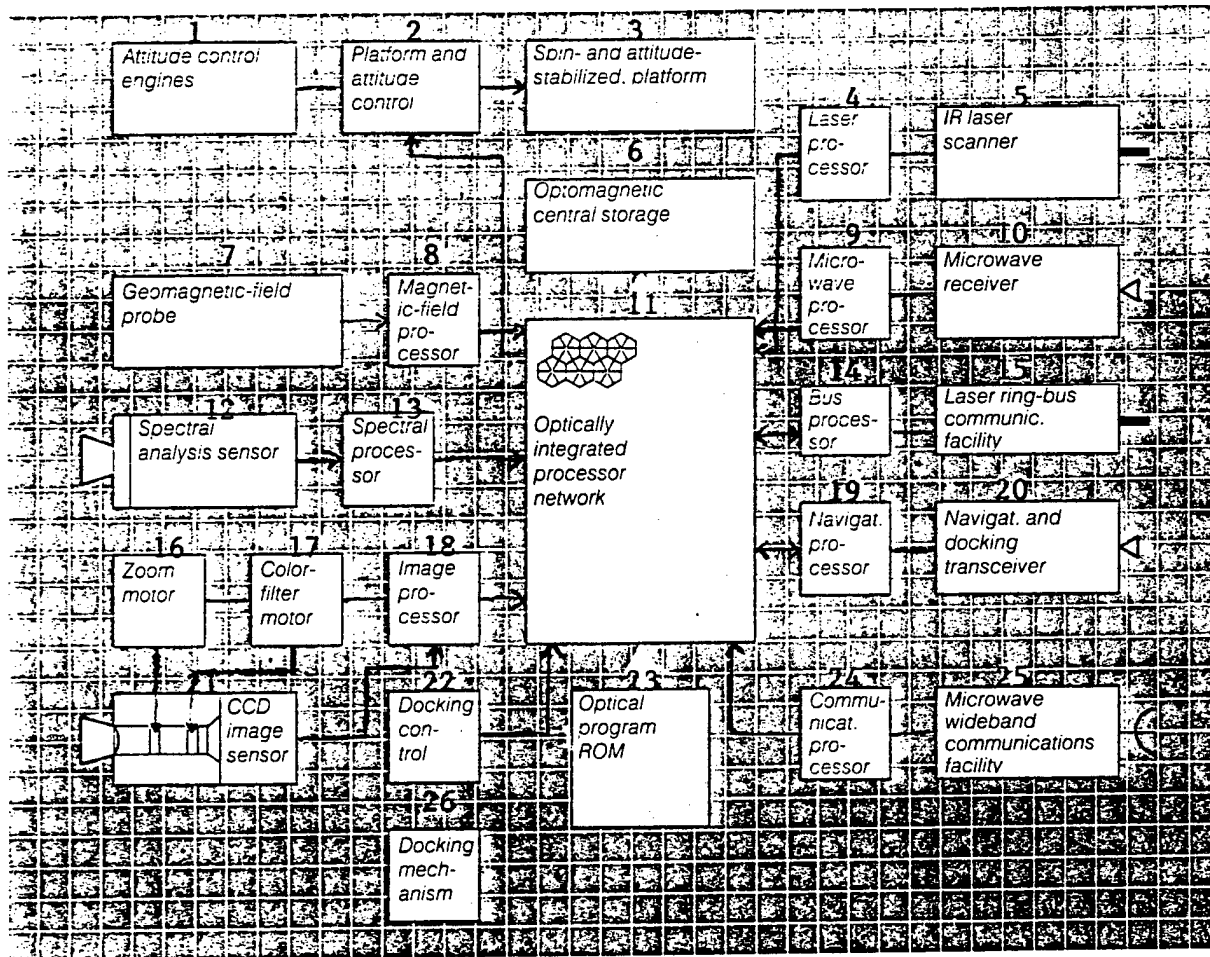 1
Attitude control
engines
2
Platform and
attitude
control
3
Spin- and attitude-
stabilized. platform
4
Laser
pro-
cessor
5
IR laser
scanner
6
Optomagnetic
central storage
7
Geomagnetic-field
probe
8
Magnet-
ic-field
pro-
cessor
9
Micro-
wave
pro-
cessor
10
Microwave
receiver
11
Optically
integrated
processor
network
12
Spectral
analysis sensor
13
Spectral
proces-
sor
14
Bus
proces-
sor
15
Laser ring-bus
communic.
facility
16
Zoom
motor
17
Color-
filter
motor
18
Image
pro-
cessor
19
Navigat.
pro-
cessor
20
Navigat. and
docking
transceiver
21
CCD
image
sensor
22
Docking
con-
trol
23
Optical
program
ROM
24
Commu-
nicat.
pro-
cessor
25
Microwave
wideband
communications
facility
26
Docking
mech-
anism